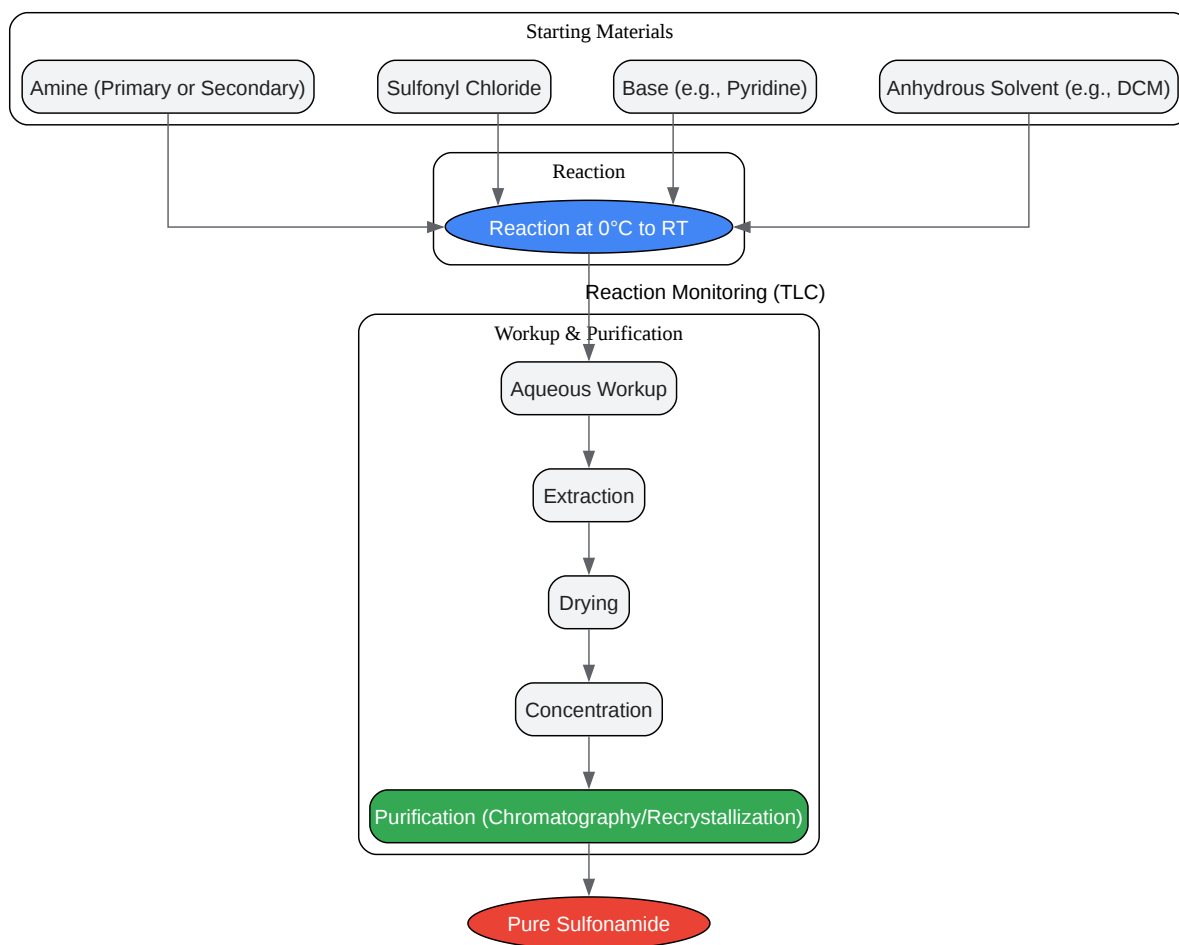 Starting Materials
Amine (Primary or Secondary)
Sulfonyl Chloride
Base (e.g., Pyridine)
Anhydrous Solvent (e.g., DCM)
Reaction
Reaction at 0°C to RT
Reaction Monitoring (TLC)
Workup & Purification
Aqueous Workup
Extraction
Drying
Concentration
Purification (Chromatography/Recrystallization)
Pure Sulfonamide